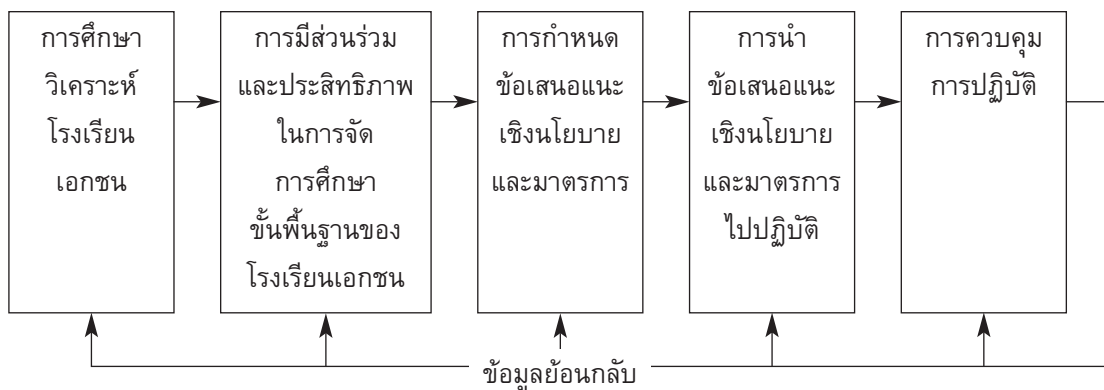 การศึกษา
วิเคราะห์
โรงเรียน
เอกชน
การมีส่วนร่วม
และประสิทธิภาพ
ในการจัด
การศึกษา
ขั้นพื้นฐานของ
โรงเรียนเอกชน
การกำหนด
ข้อเสนอแนะ
เชิงนโยบาย
และมาตรการ
การนำ
ข้อเสนอแนะ
เชิงนโยบาย
และมาตรการ
ไปปฏิบัติ
การควบคุม
การปฏิบัติ
ข้อมูลย้อนกลับ